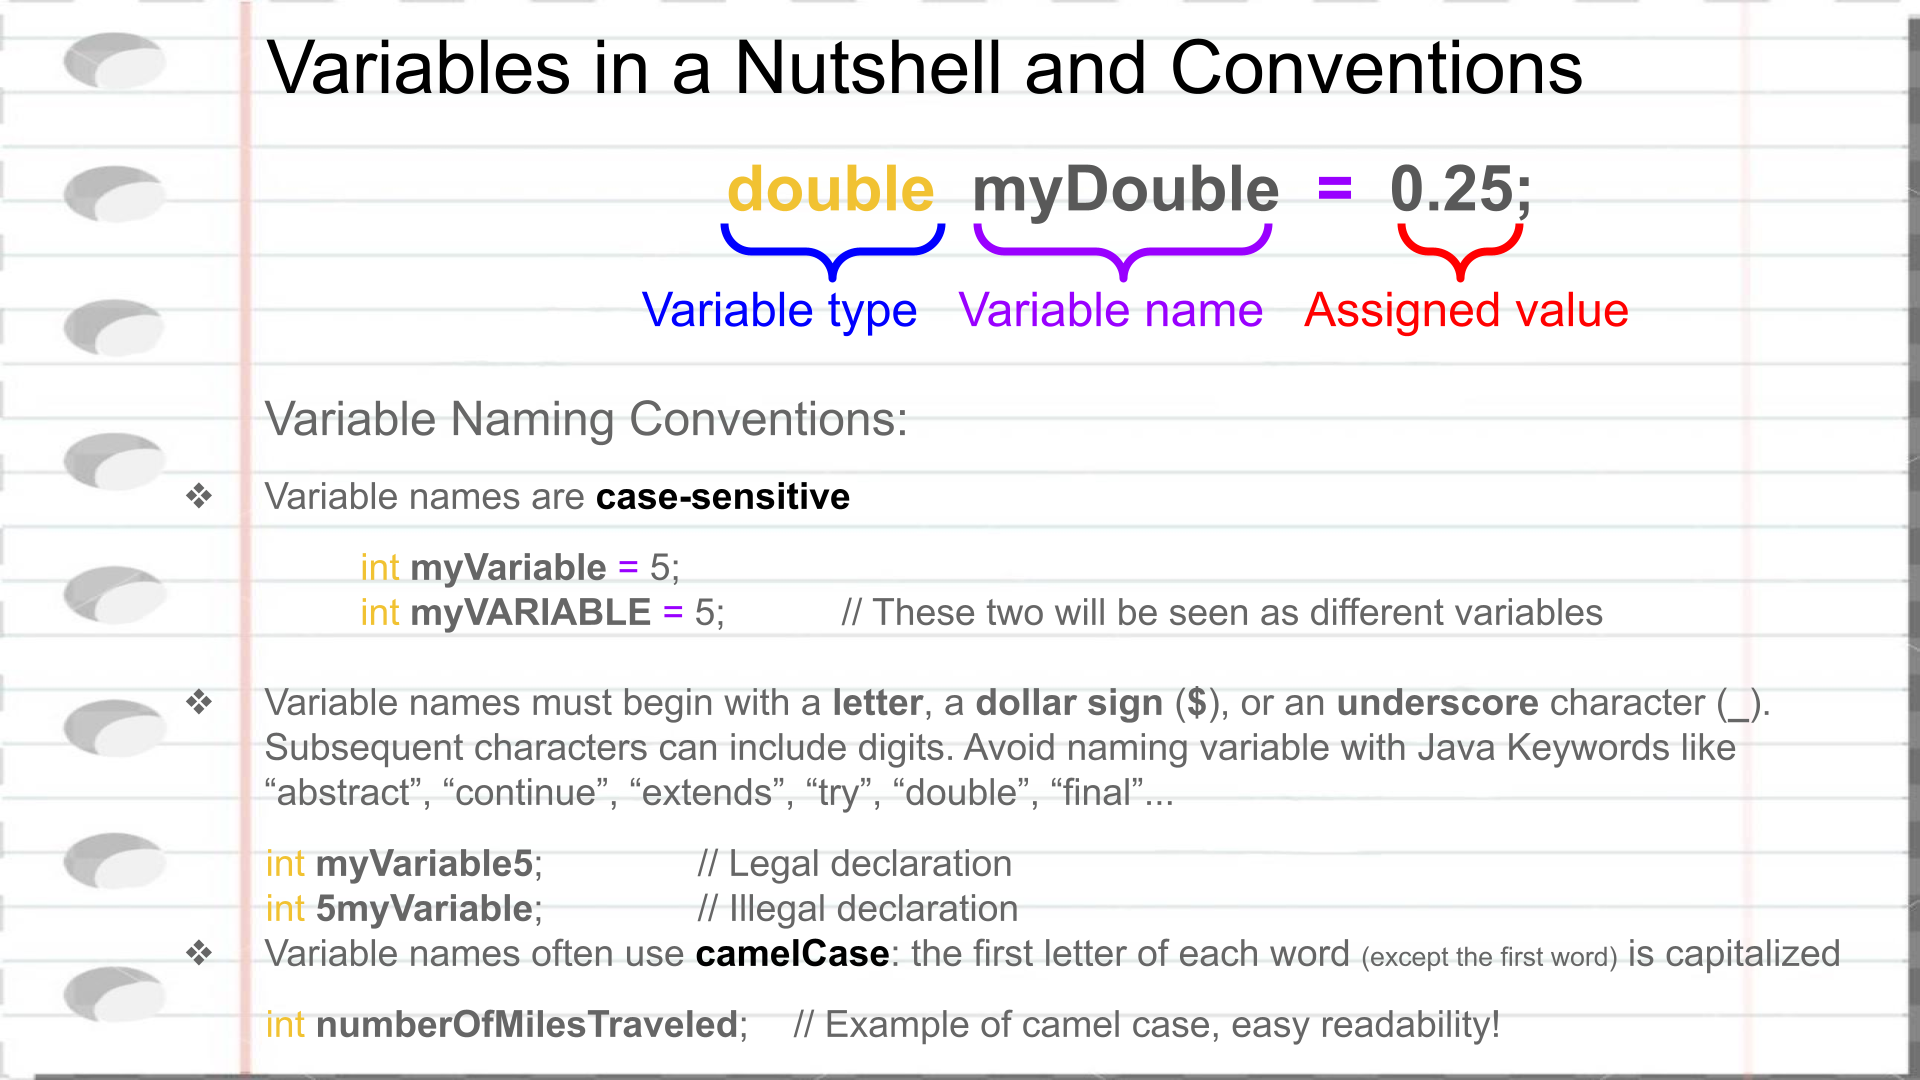 Variables in a Nutshell and Conventions
double myDouble = 0.25;
Variable type Variable name Assigned value
Variable Naming Conventions:
❖ Variable names are case-sensitive
int myVariable = 5;
int myVARIABLE = 5; // These two will be seen as different variables
❖ Variable names must begin with a letter, a dollar sign ($), or an underscore character (_).
Subsequent characters can include digits. Avoid naming variable with Java Keywords like
“abstract”, “continue”, “extends”, “try”, “double”, “final”...
int myVariable5; // Legal declaration
int 5myVariable; // Illegal declaration
❖ Variable names often use camelCase: the first letter of each word (except the first word) is capitalized
int numberOfMilesTraveled; // Example of camel case, easy readability!